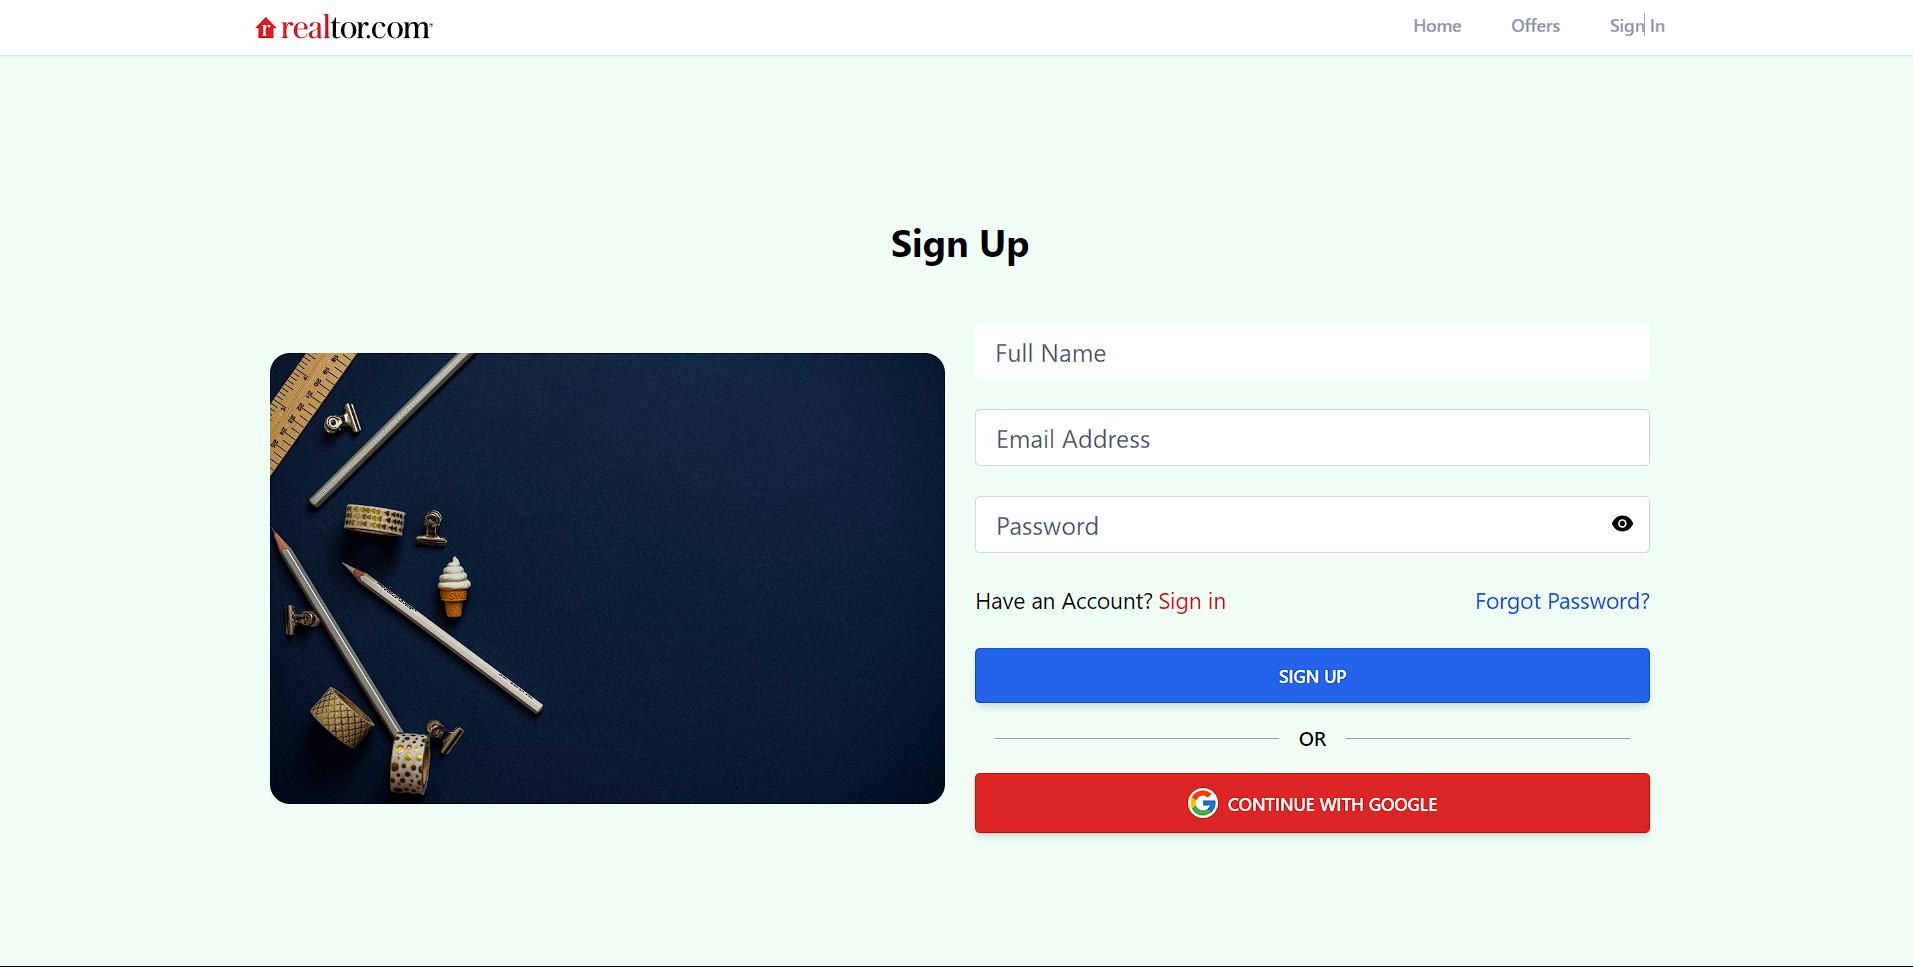 realtor.com
Home Offers Sign In
Sign Up
Full Name
Email Address
Password
Have an Account? Sign in Forgot Password?
SIGN UP
OR
CONTINUE WITH GOOGLE